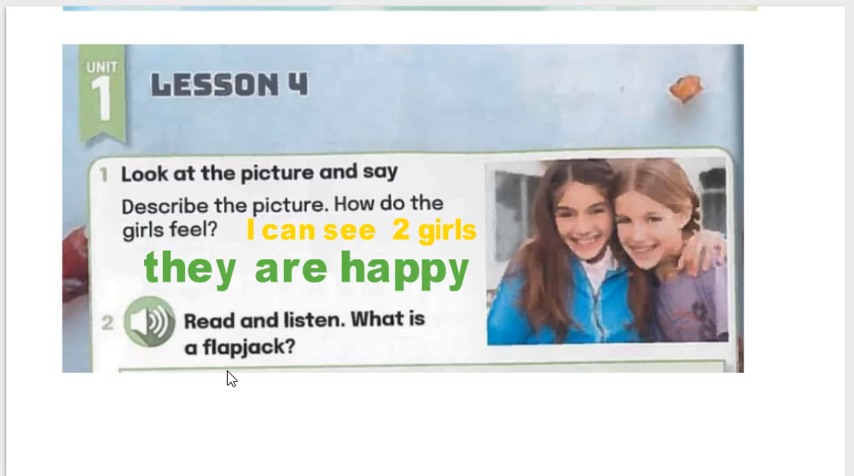 UNIT
1
LESSON 4
1 Look at the picture and say
Describe the picture. How do the
girls feel? I can see 2 girls
they are happy
2 Read and listen. What is
a flapjack?